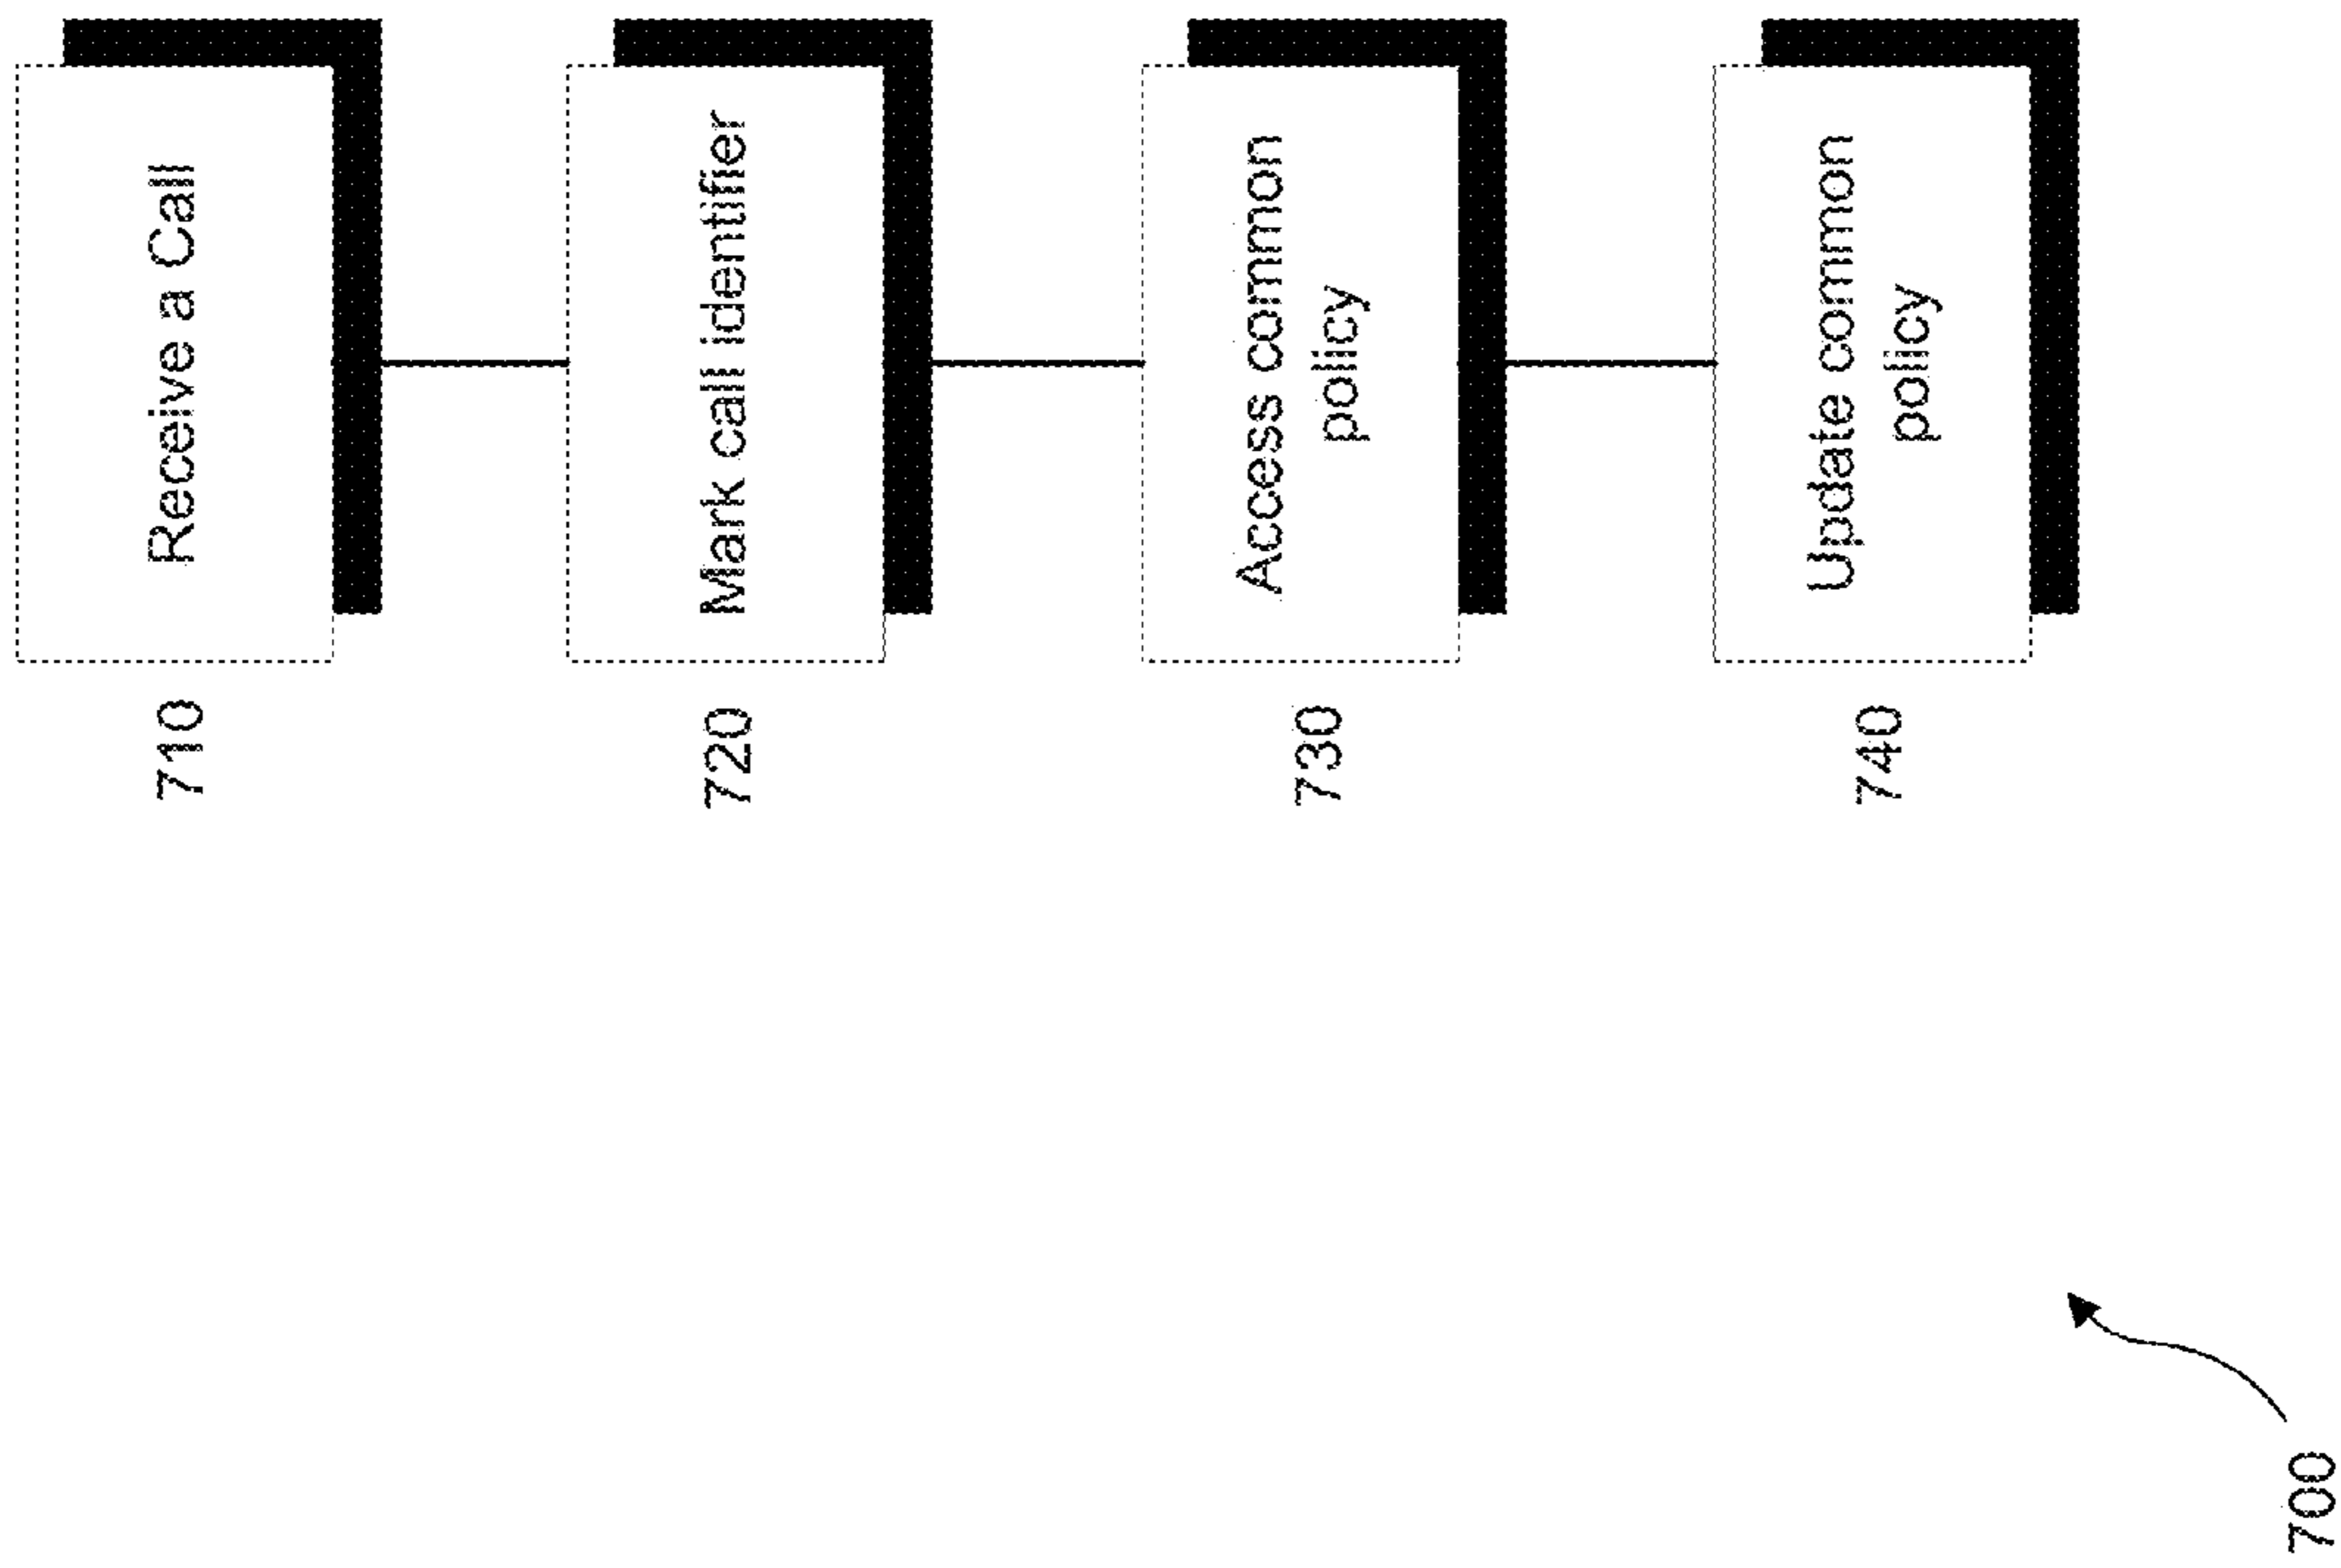 710
Receive a Call
720
Mark call identifier
730
Access common
policy
740
Update common
policy
700